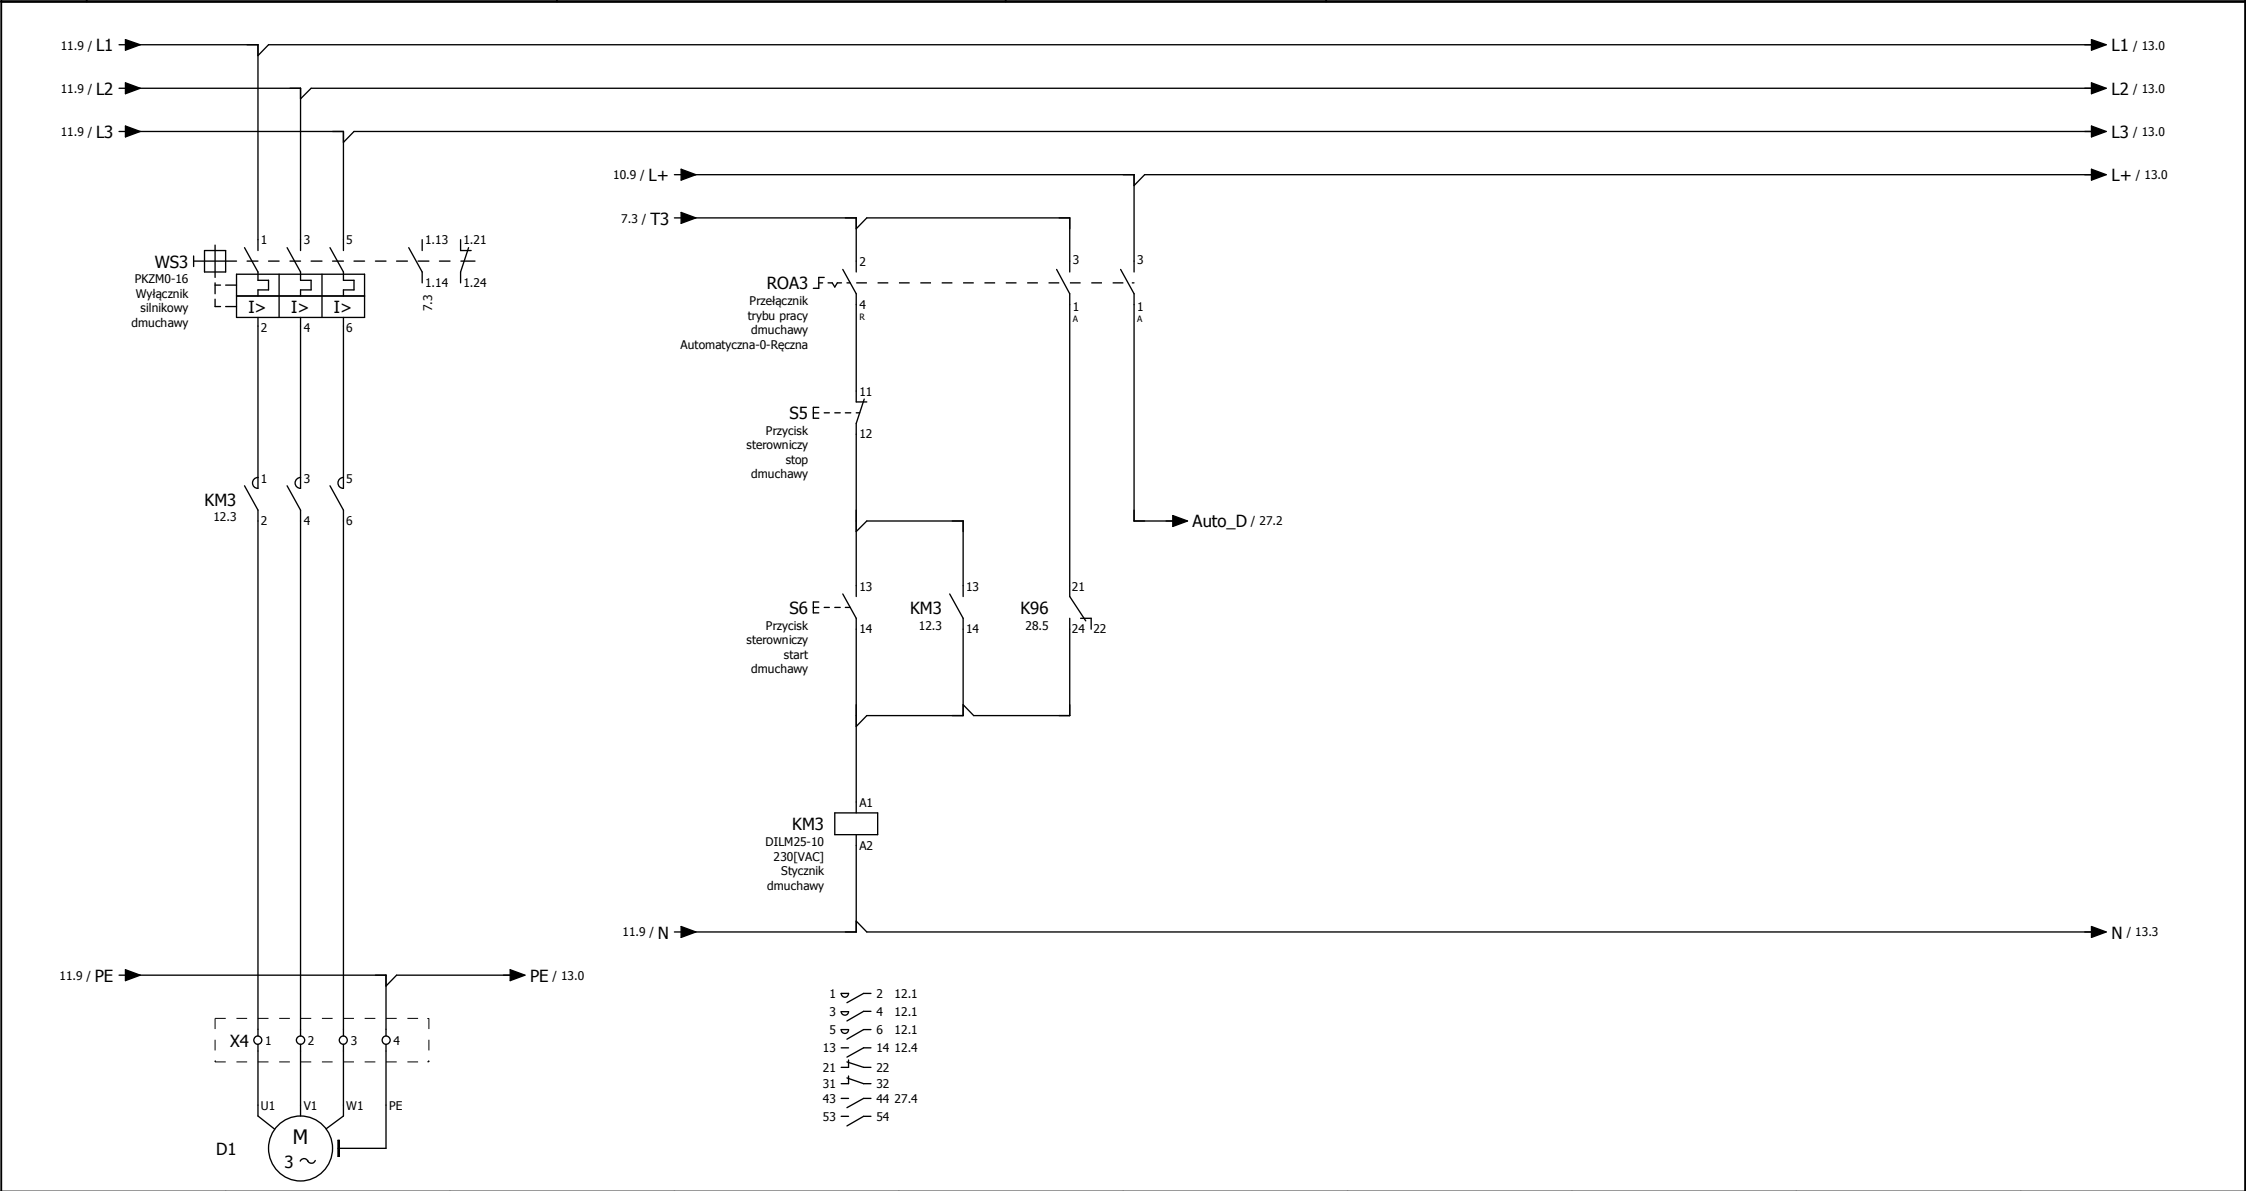 11.9 / L1
L1 / 13.0
11.9 / L2
L2 / 13.0
11.9 / L3
L3 / 13.0
10.9 / L+
L+ / 13.0
7.3 / T3
1 3 5 1.13 1.21
WS3
PKZM0-16
Wyłącznik
silnikowy
dmuchawy
1.14 1.24
7.3
I> I> I>
2 4 6
2 3 3
ROA3
Przełącznik
trybu pracy
dmuchawy
Automatyczna-0-Ręczna
4 1 1
R A A
11
S5
Przycisk
sterowniczy
stop
dmuchawy
12
1 3 5
KM3
12.3
2 4 6
Auto_D / 27.2
13 13 21
S6
Przycisk
sterowniczy
start
dmuchawy
KM3
12.3
K96
28.5
14 14 24 22
A1
KM3
DILM25-10
230[VAC]
Stycznik
dmuchawy
A2
11.9 / N
N / 13.3
11.9 / PE
PE / 13.0
1 2 12.1
3 4 12.1
5 6 12.1
13 14 12.4
21 22
31 32
43 44 27.4
53 54
X4 1 2 3 4
U1 V1 W1 PE
D1
M
3 ~